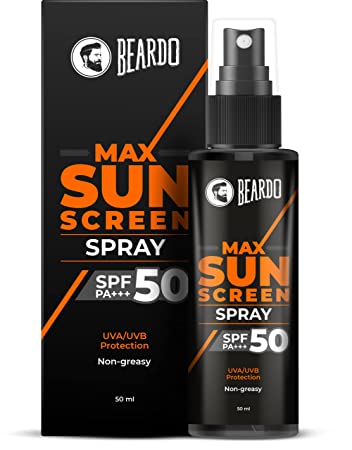 BEARDO
MAX
SUN
SCREEN
SPRAY
SPF
PA+++
50
UVA/UVB
Protection
Non-greasy
50 ml
BEARDO
MAX
SUN
SCREEN
SPRAY
SPF
PA+++
50
UVA/UVB
Protection
Non-greasy
50 ml